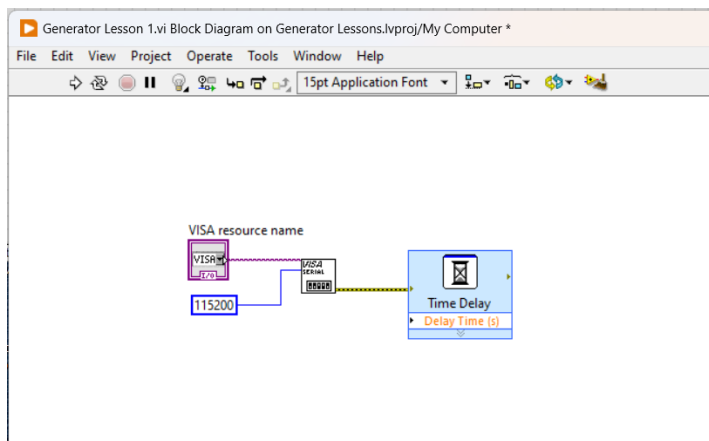 Generator Lesson 1.vi Block Diagram on Generator Lessons.lvproj/My Computer *
File Edit View Project Operate Tools Window Help
15pt Application Font
VISA resource name
VISA
I/O
VISA
SERIAL
115200
Time Delay
Delay Time (s)